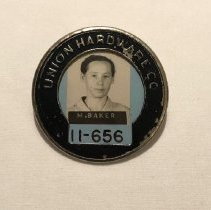 UNION HARDWARE CO.
M. BAKER
11-656